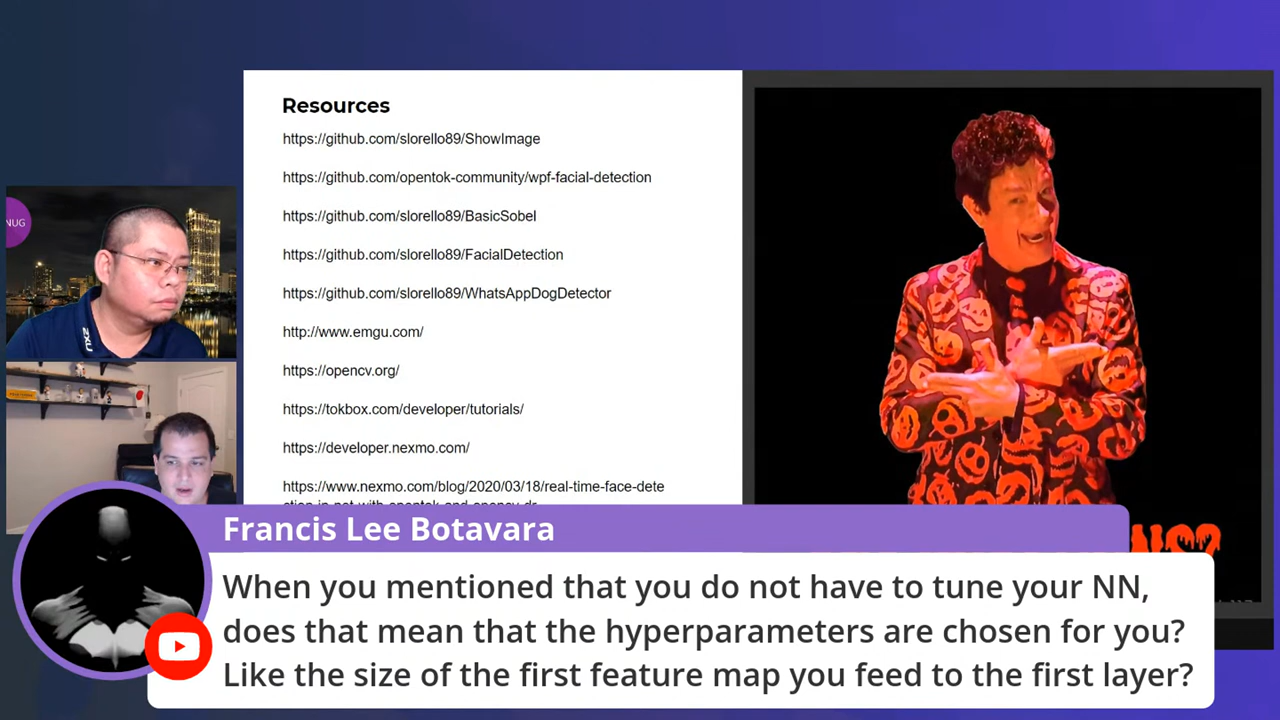 Resources
https://github.com/slorello89/ShowImage
https://github.com/opentok-community/wpf-facial-detection
https://github.com/slorello89/BasicSobel
https://github.com/slorello89/FacialDetection
https://github.com/slorello89/WhatsAppDogDetector
http://www.emgu.com/
https://opencv.org/
https://tokbox.com/developer/tutorials/
https://developer.nexmo.com/
https://www.nexmo.com/blog/2020/03/18/real-time-face-dete
ction-in-net-with-opentok-and-opencv-dr
NUG
ZXU
NS?
Francis Lee Botavara
When you mentioned that you do not have to tune your NN,
does that mean that the hyperparameters are chosen for you?
Like the size of the first feature map you feed to the first layer?